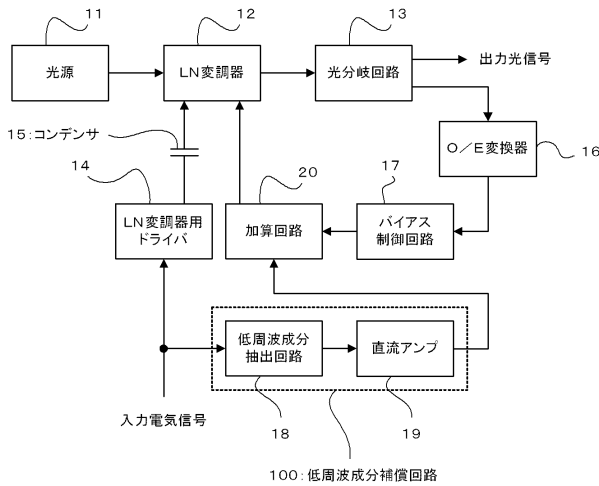 11
12
13
光源
LN変調器
光分岐回路
出力光信号
15:コンデンサ
O/E変換器
16
14
20
17
LN変調器用
ドライバ
加算回路
バイアス
制御回路
低周波成分
抽出回路
直流アンプ
入力電気信号
18
19
100:低周波成分補償回路